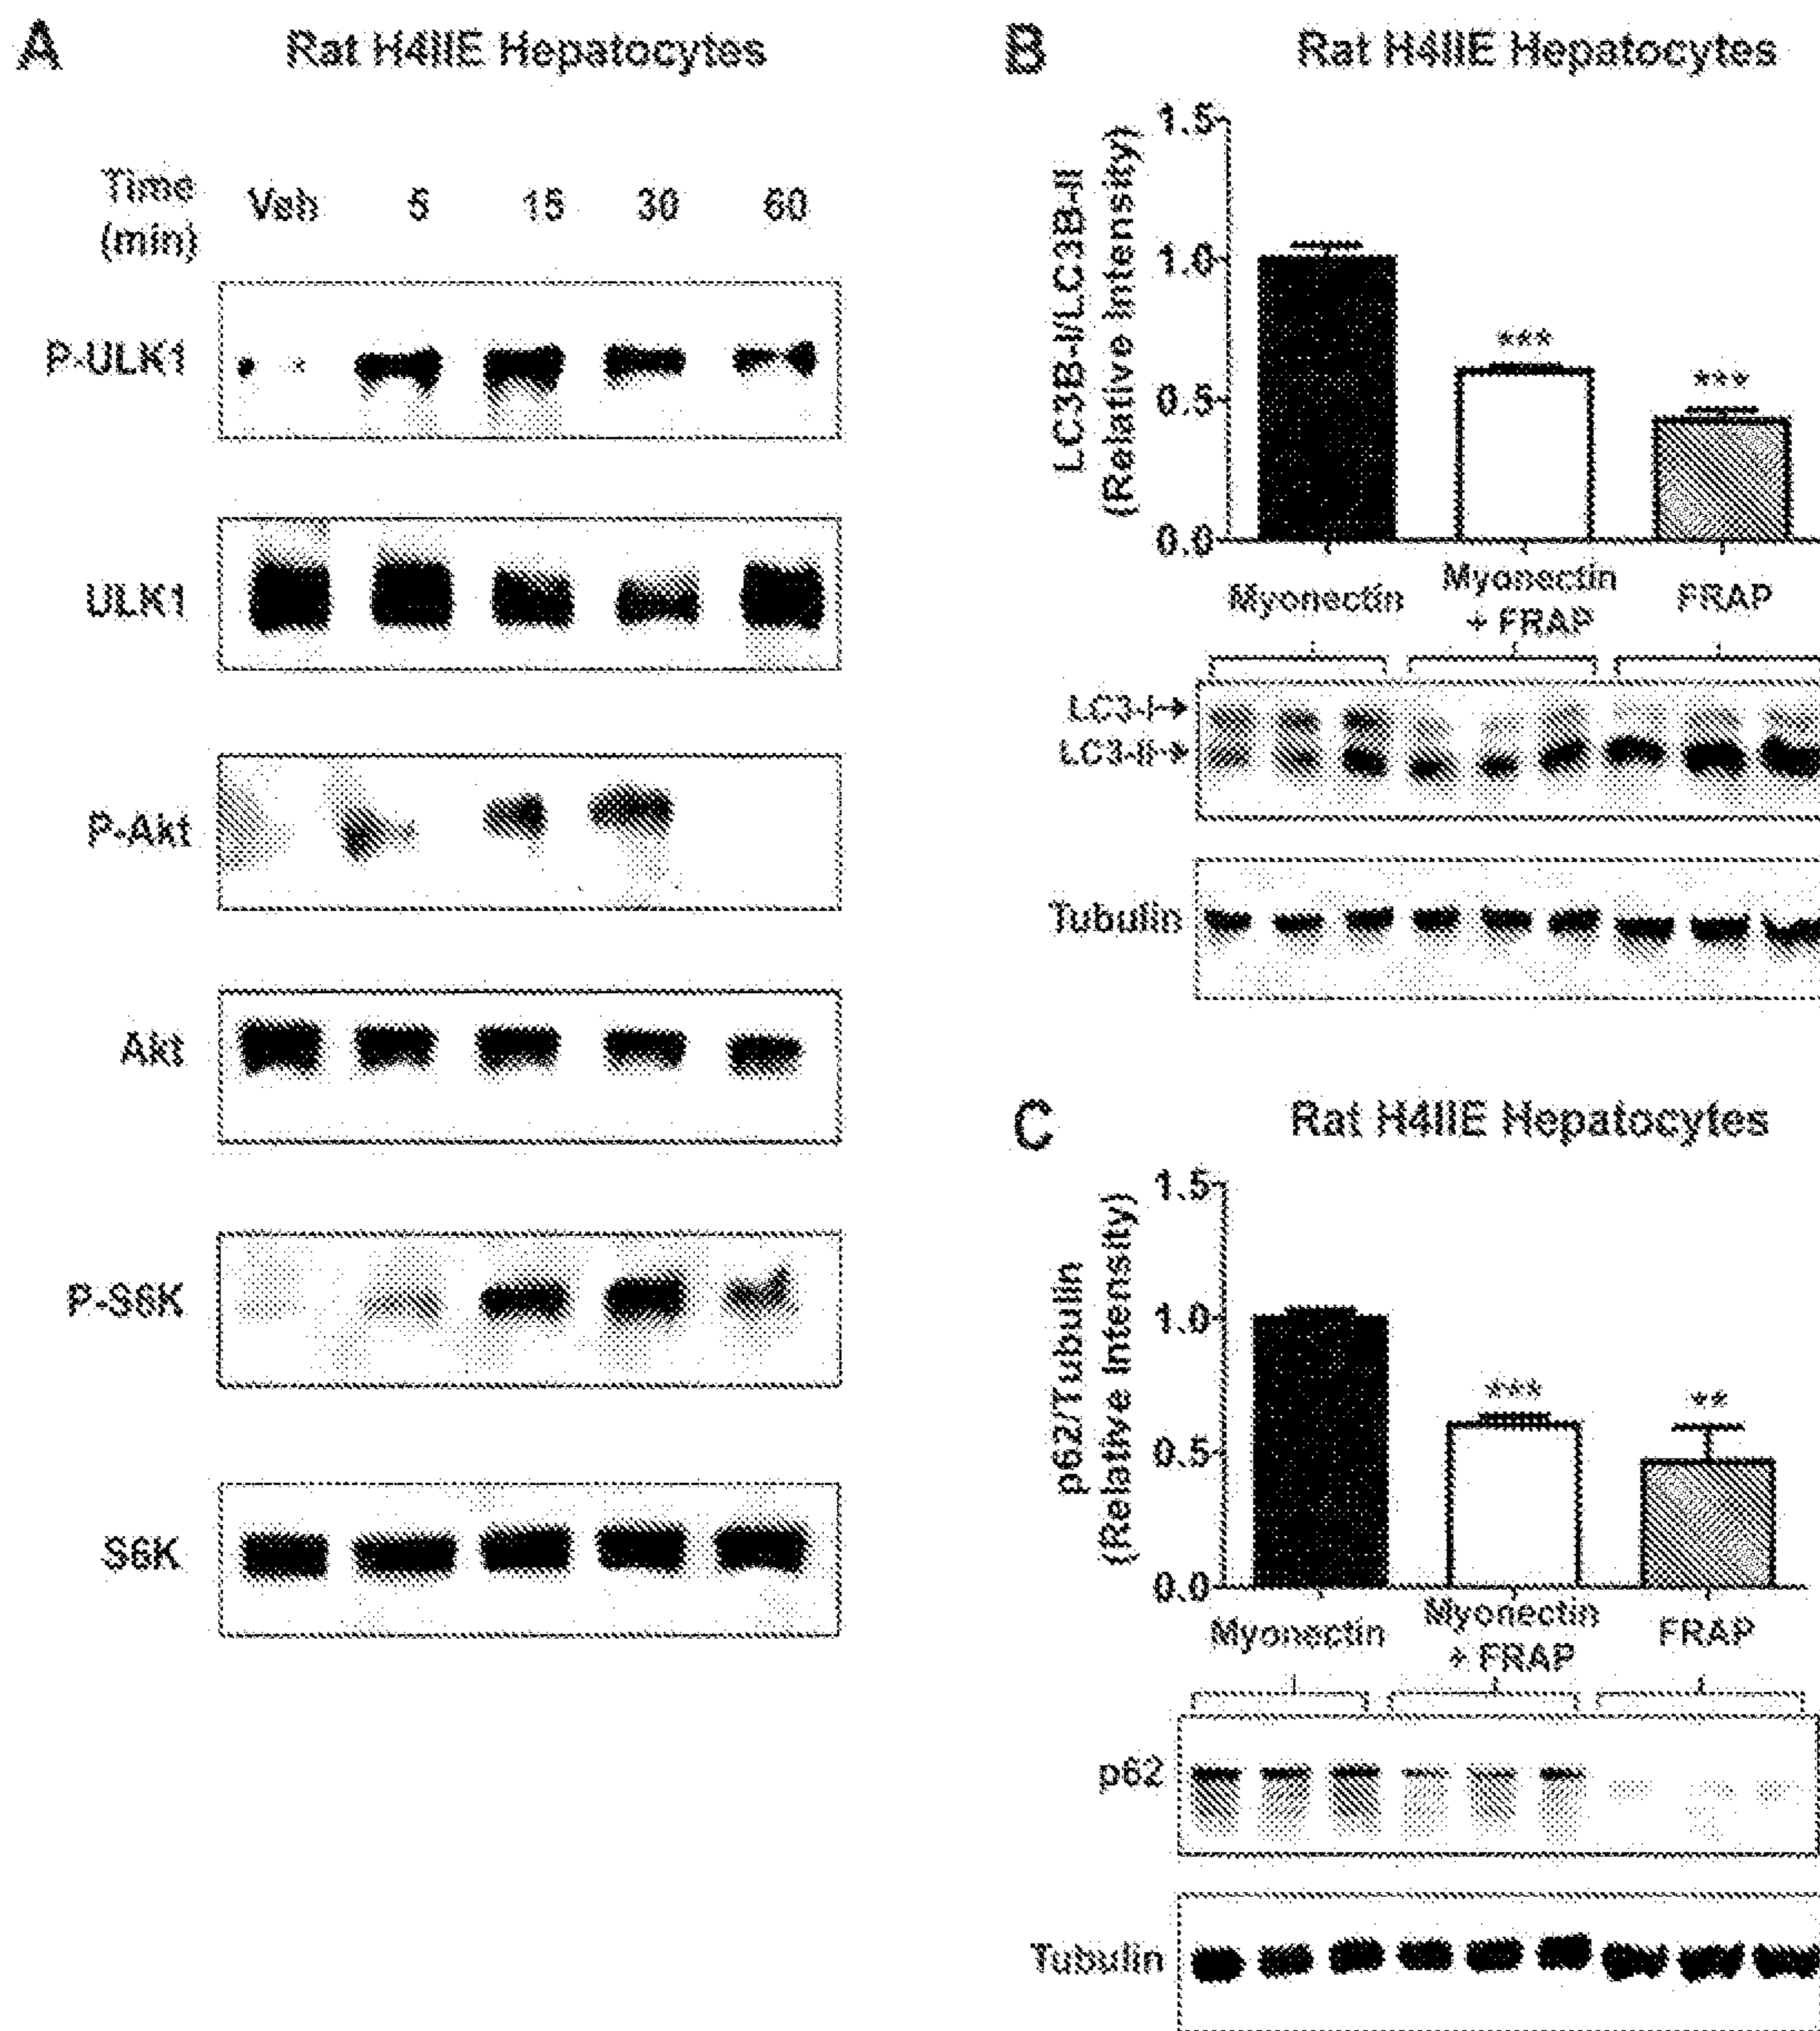 A
Rat H4IIE Hepatocytes
Time
(min)
Veh 5 15 30 60
P-ULK1
ULK1
P-Akt
Akt
P-S6K
S6K
B
Rat H4IIE Hepatocytes
LC3B-I/LC3B-II
(Relative Intensity)
1.5
1.0
0.5
0.0
***
***
Myonectin
Myonectin
+ FRAP
FRAP
LC3-I→
LC3-II→
Tubulin
C
Rat H4IIE Hepatocytes
p62/Tubulin
(Relative Intensity)
1.5
1.0
0.5
0.0
***
**
Myonectin
Myonectin
+ FRAP
FRAP
p62
Tubulin